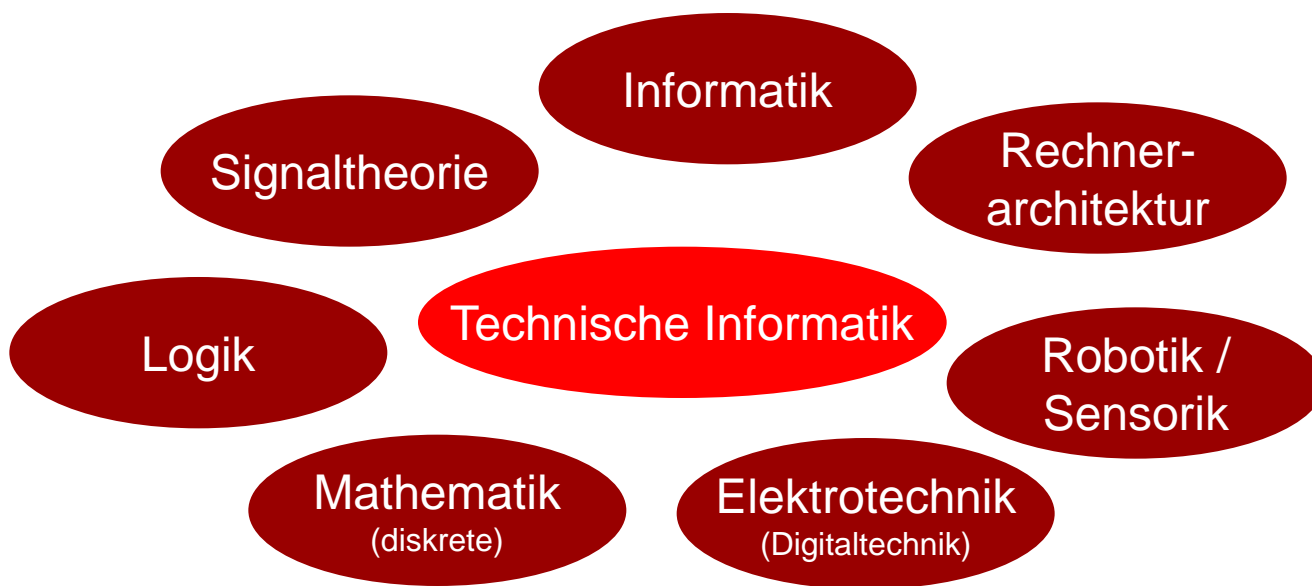 Informatik
Signaltheorie
Rechner-
architektur
Technische Informatik
Logik
Robotik /
Sensorik
Mathematik
(diskrete)
Elektrotechnik
(Digitaltechnik)